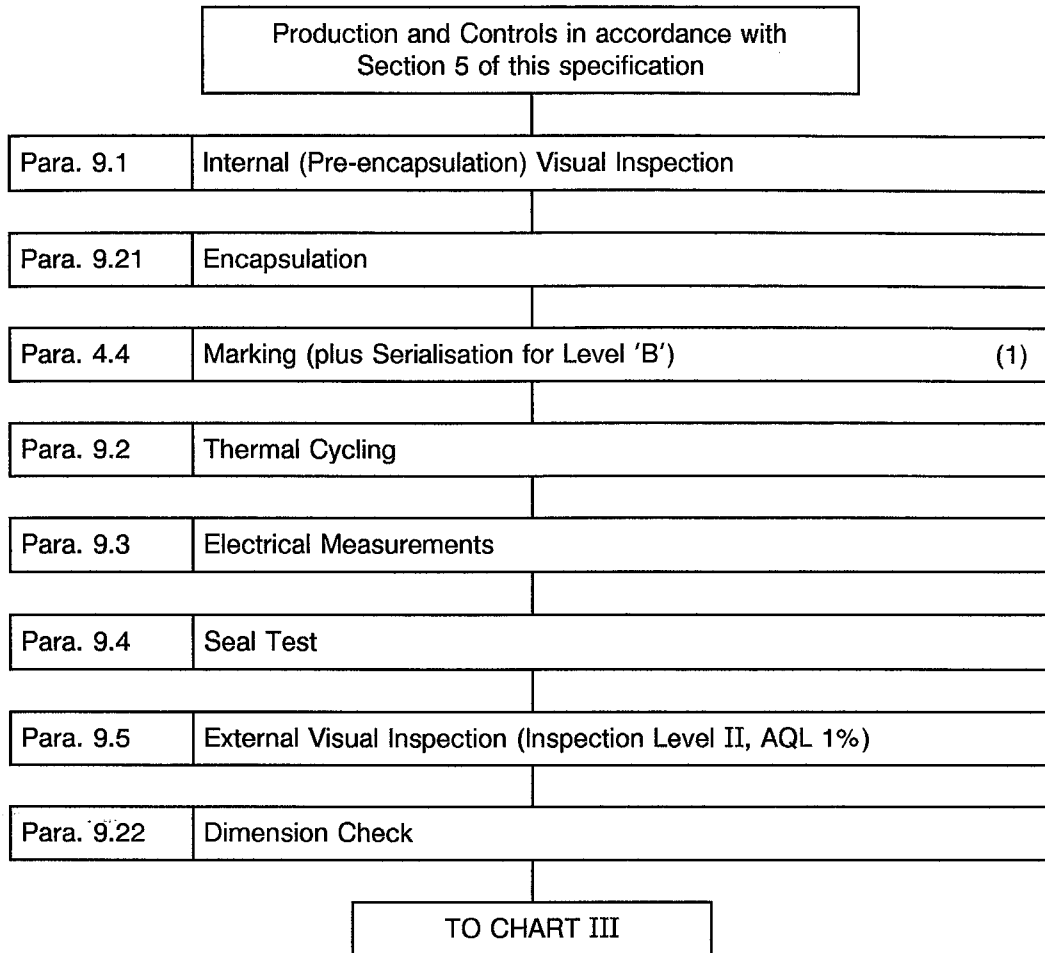 Production and Controls in accordance with
Section 5 of this specification
Para. 9.1 Internal (Pre-encapsulation) Visual Inspection
Para. 9.21 Encapsulation
Para. 4.4 Marking (plus Serialisation for Level 'B') (1)
Para. 9.2 Thermal Cycling
Para. 9.3 Electrical Measurements
Para. 9.4 Seal Test
Para. 9.5 External Visual Inspection (Inspection Level II, AQL 1%)
Para. 9.22 Dimension Check
TO CHART III